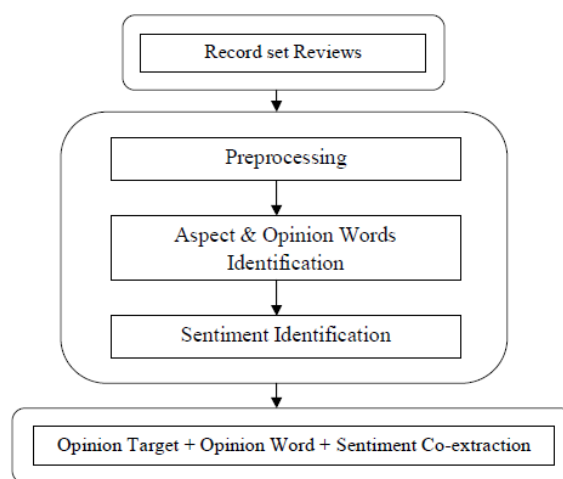 Record set Reviews
Preprocessing
Aspect & Opinion Words
Identification
Sentiment Identification
Opinion Target + Opinion Word + Sentiment Co-extraction